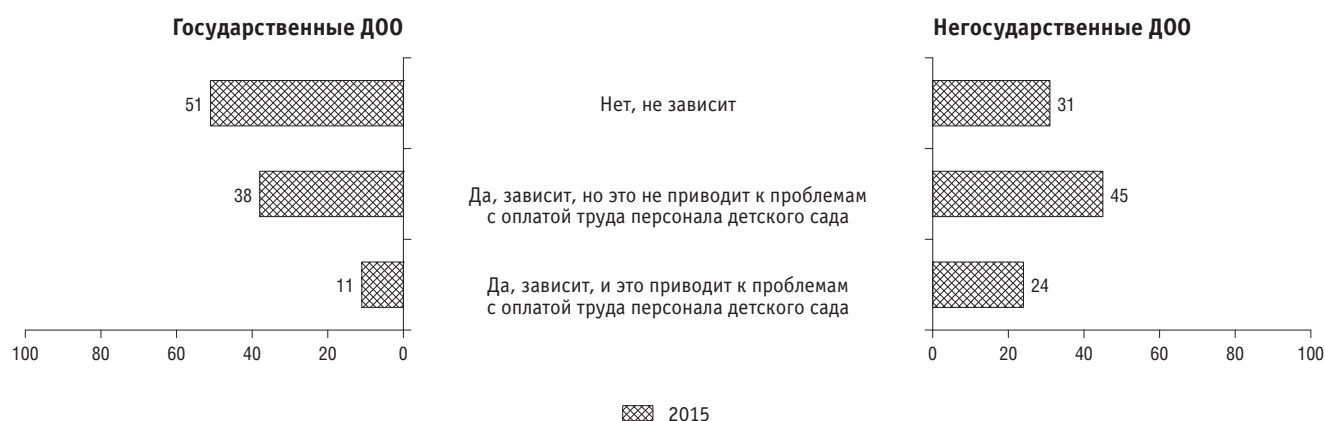 Государственные ДОО
Негосударственные ДОО
51
Нет, не зависит
31
38
Да, зависит, но это не приводит к проблемам
с оплатой труда персонала детского сада
45
11
Да, зависит, и это приводит к проблемам
с оплатой труда персонала детского сада
24
100 80 60 40 20 0
0 20 40 60 80 100
2015